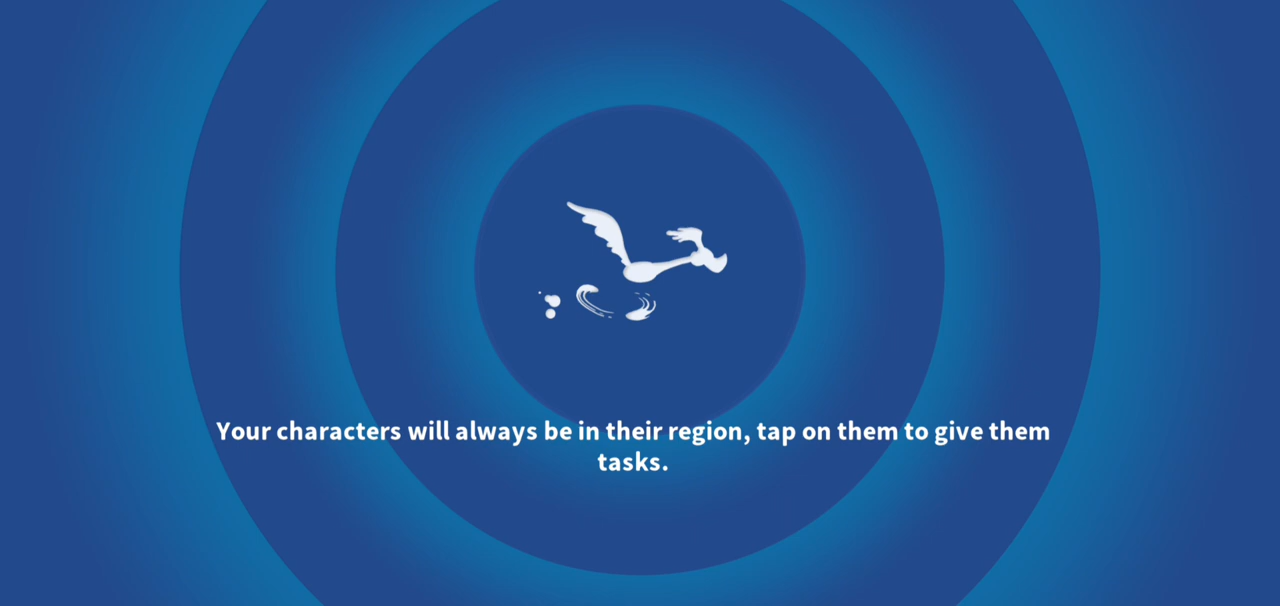 Your characters will always be in their region, tap on them to give them
tasks.